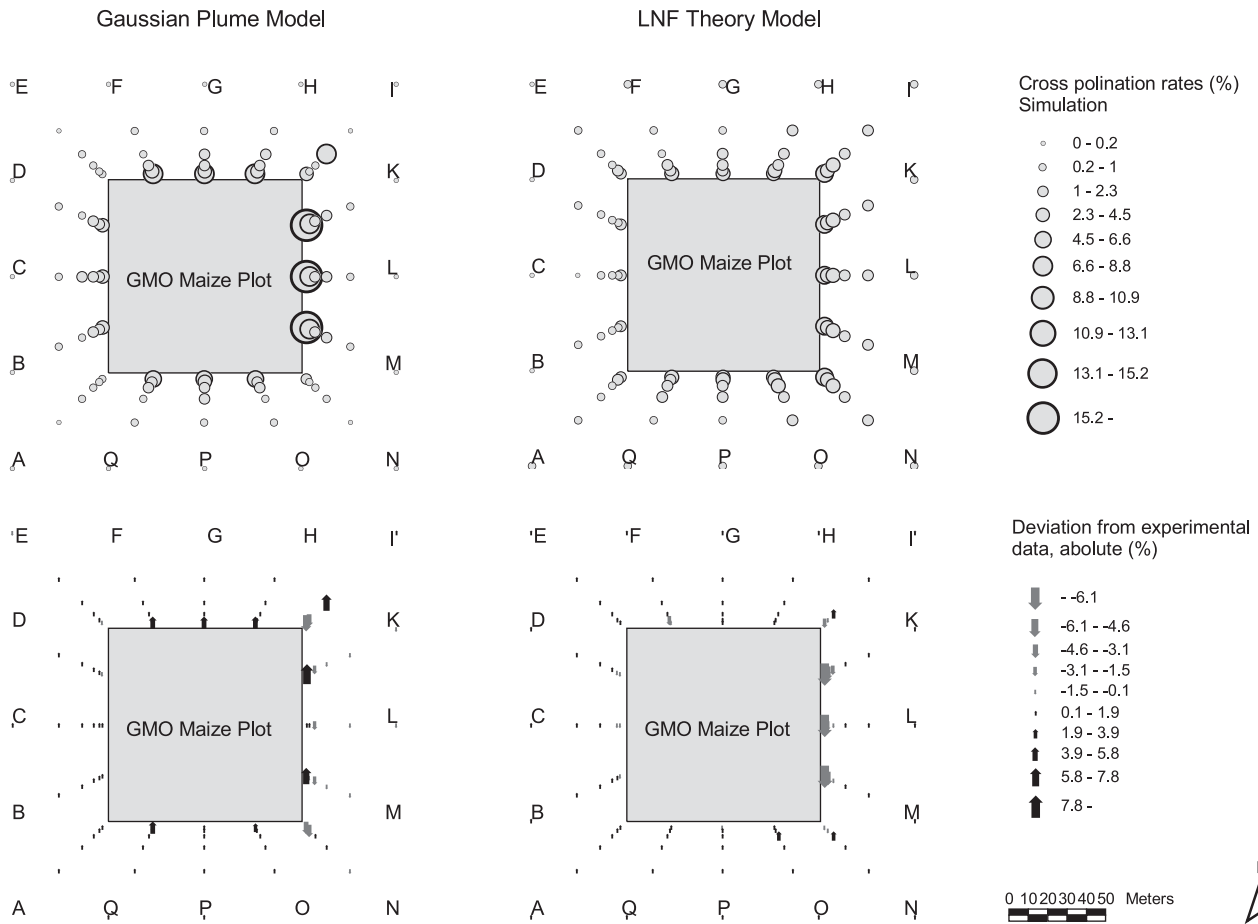 Gaussian Plume Model
LNF Theory Model
E F G H I
D K
C L
B M
A Q P O N
GMO Maize Plot
E F G H I
D K
C L
B M
A Q P O N
GMO Maize Plot
Cross polination rates (%)
Simulation
0 - 0.2
0.2 - 1
1 - 2.3
2.3 - 4.5
4.5 - 6.6
6.6 - 8.8
8.8 - 10.9
10.9 - 13.1
13.1 - 15.2
15.2 -
E F G H I
D K
C L
B M
A Q P O N
GMO Maize Plot
E F G H I
D K
C L
B M
A Q P O N
GMO Maize Plot
Deviation from experimental
data, abolute (%)
- -6.1
-6.1 - -4.6
-4.6 - -3.1
-3.1 - -1.5
-1.5 - -0.1
0.1 - 1.9
1.9 - 3.9
3.9 - 5.8
5.8 - 7.8
7.8 -
0 10 20 30 40 50 Meters